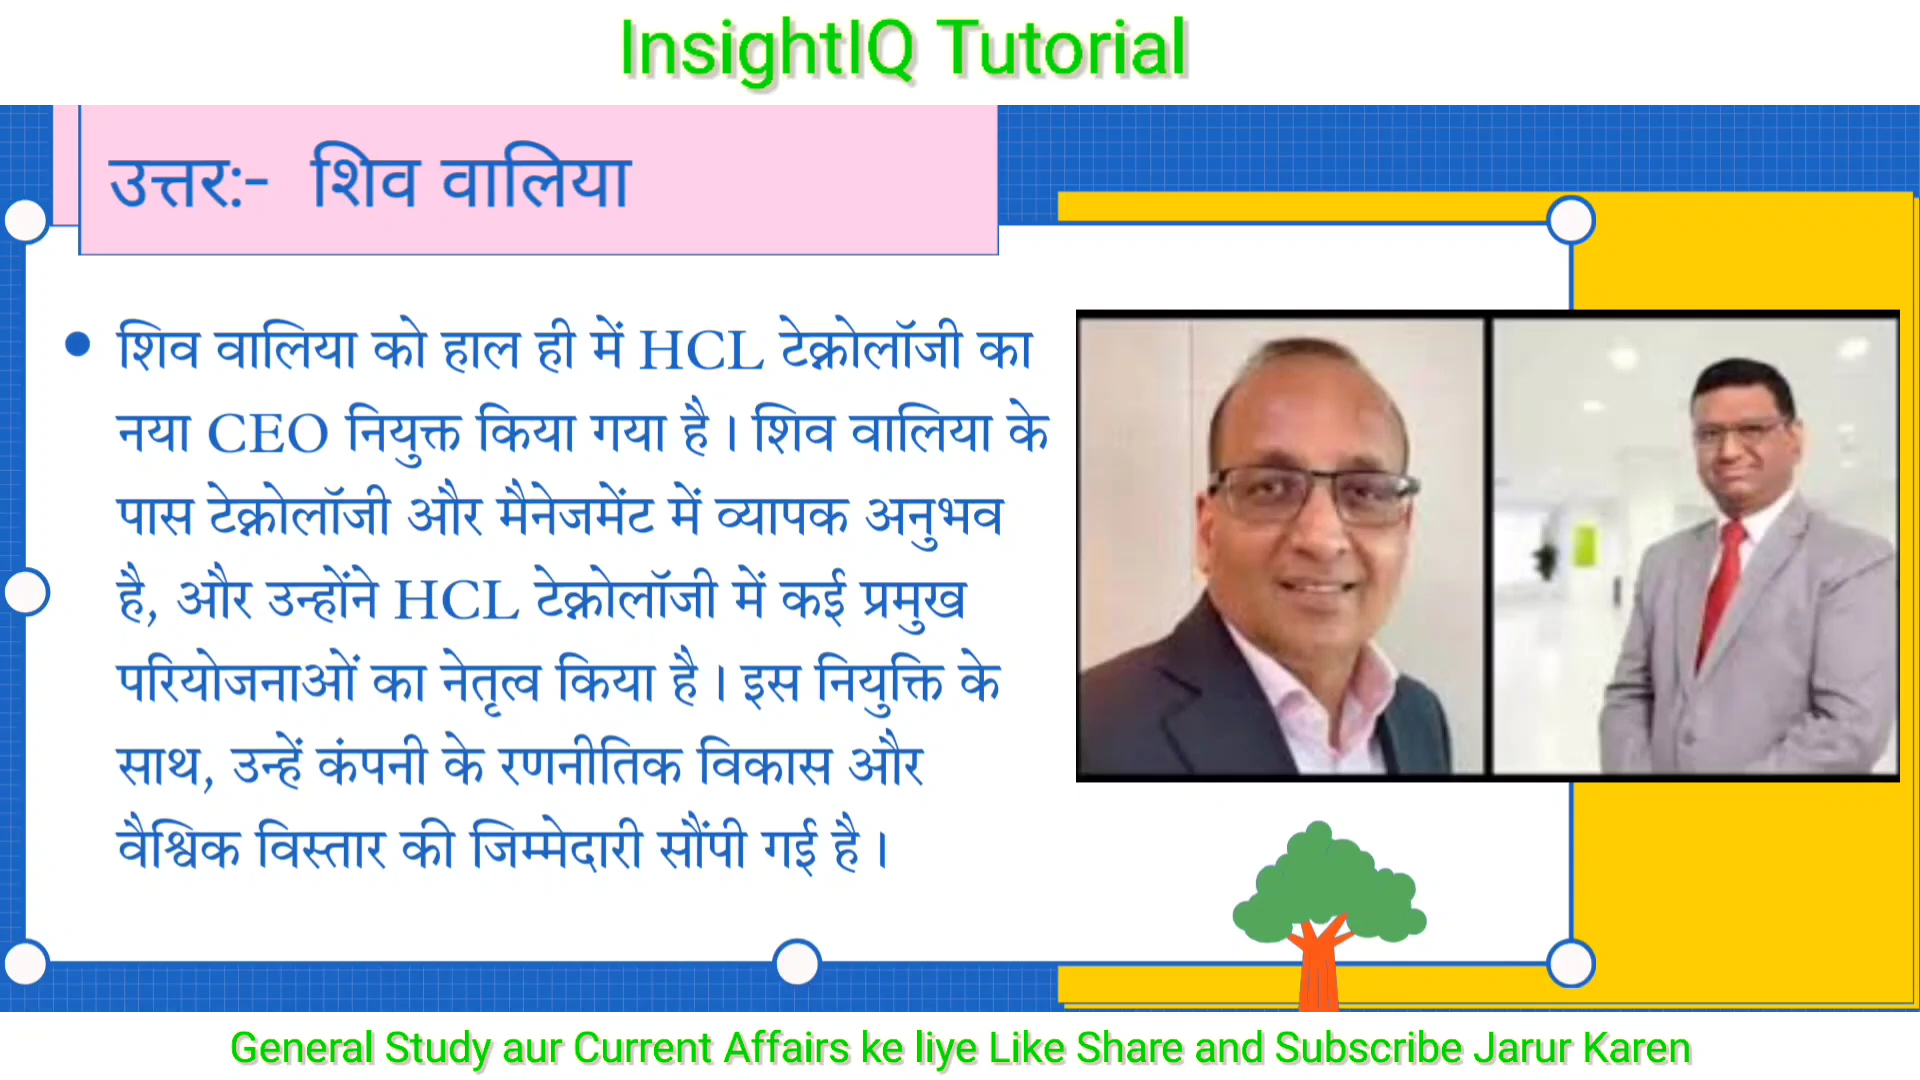 InsightIQ Tutorial
उत्तर:- शिव वालिया
शिव वालिया को हाल ही में HCL टेक्नोलॉजी का
नया CEO नियुक्त किया गया है। शिव वालिया के
पास टेक्नोलॉजी और मैनेजमेंट में व्यापक अनुभव
है, और उन्होंने HCL टेक्नोलॉजी में कई प्रमुख
परियोजनाओं का नेतृत्व किया है। इस नियुक्ति के
साथ, उन्हें कंपनी के रणनीतिक विकास और
वैश्विक विस्तार की जिम्मेदारी सौंपी गई है।
General Study aur Current Affairs ke liye Like Share and Subscribe Jarur Karen